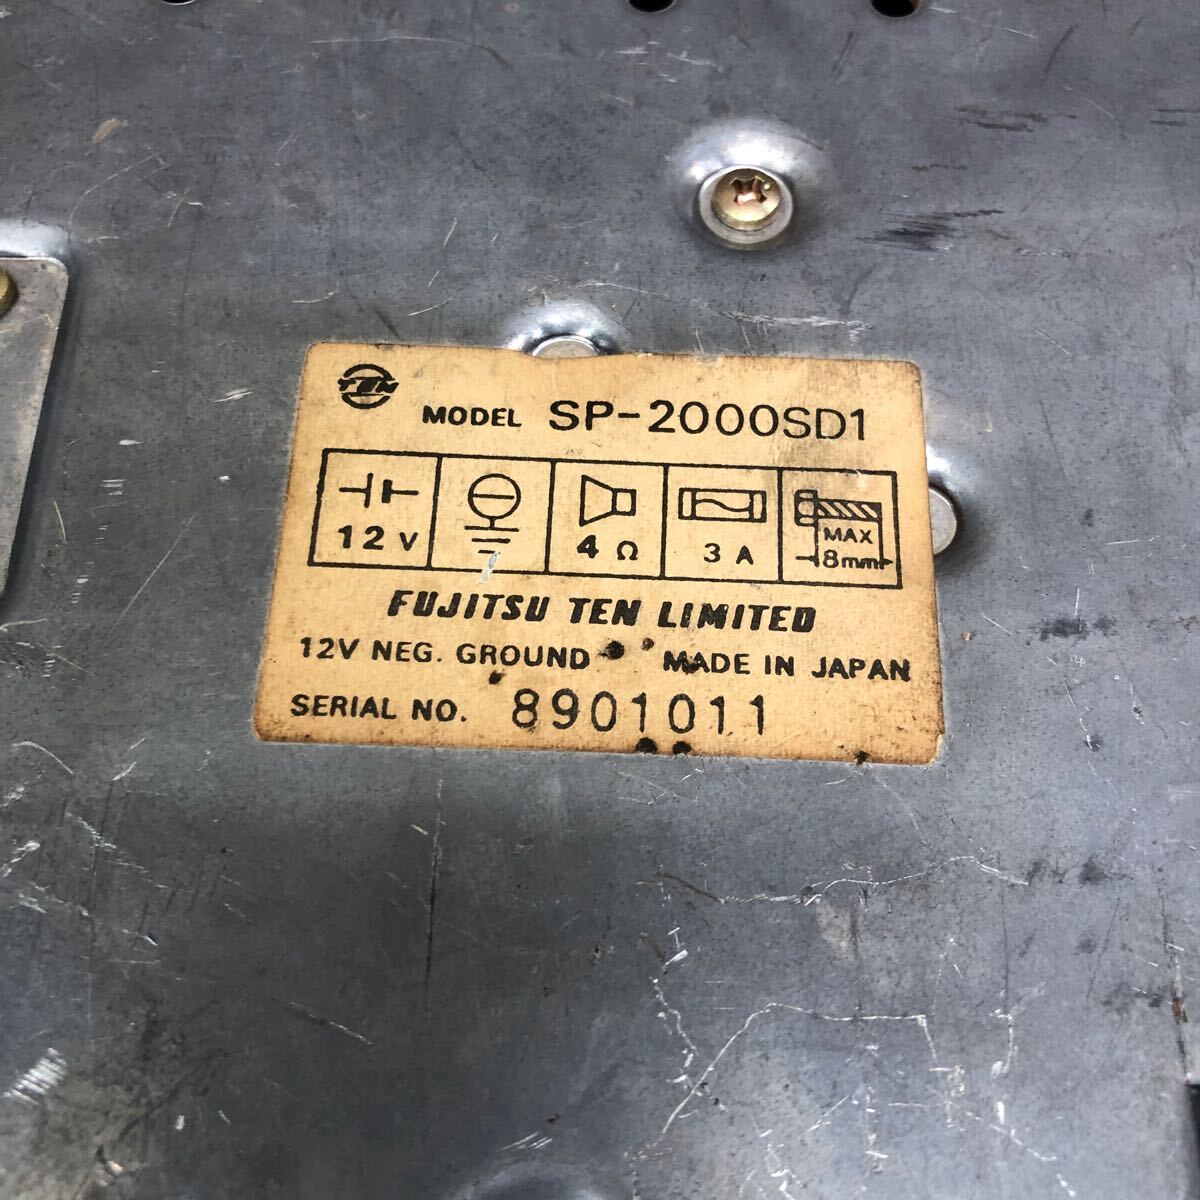 TEN
MODEL SP-2000SD1
12 V 4 Ω 3 A MAX 8mm
FUJITSU TEN LIMITED
12V NEG. GROUND MADE IN JAPAN
SERIAL NO. 8901011